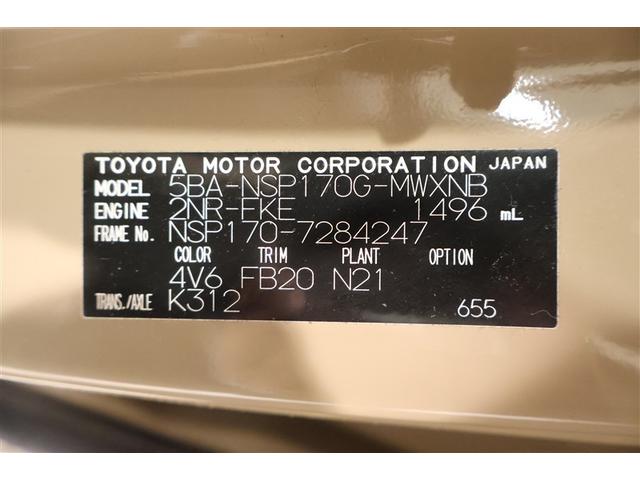 TOYOTA MOTOR CORPORATION JAPAN
MODEL 5BA-NSP170G-MWXNB
ENGINE 2NR-FKE 1496 mL
FRAME No. NSP170-7284247
COLOR TRIM PLANT OPTION
4V6 FB20 N21
TRANS./AXLE K312
655